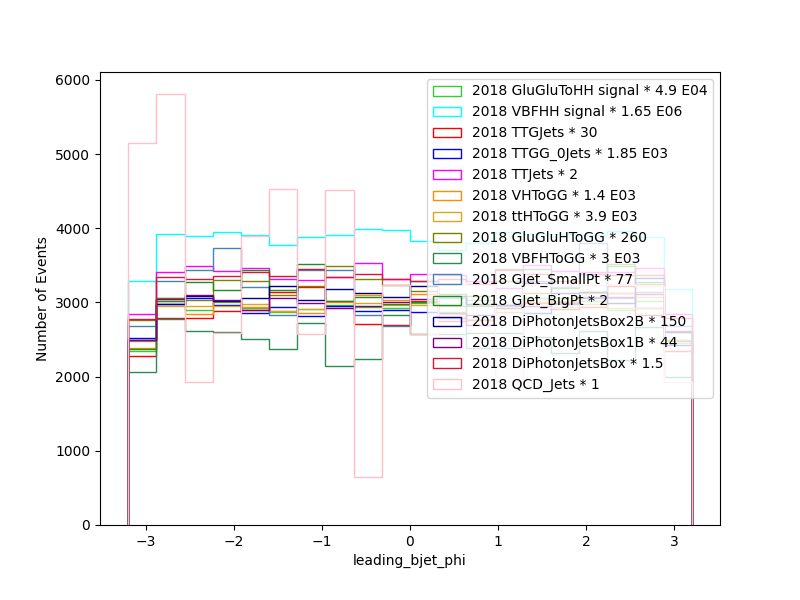 6000
5000
4000
3000
2000
1000
0
Number of Events
2018 GluGluToHH signal * 4.9 E04
2018 VBFHH signal * 1.65 E06
2018 TTGJets * 30
2018 TTGG_0Jets * 1.85 E03
2018 TTJets * 2
2018 VHToGG * 1.4 E03
2018 ttHToGG * 3.9 E03
2018 GluGluHToGG * 260
2018 VBFHToGG * 3 E03
2018 GJet_SmallPt * 77
2018 GJet_BigPt * 2
2018 DiPhotonJetsBox2B * 150
2018 DiPhotonJetsBox1B * 44
2018 DiPhotonJetsBox * 1.5
2018 QCD_Jets * 1
−3 −2 −1 0 1 2 3
leading_bjet_phi